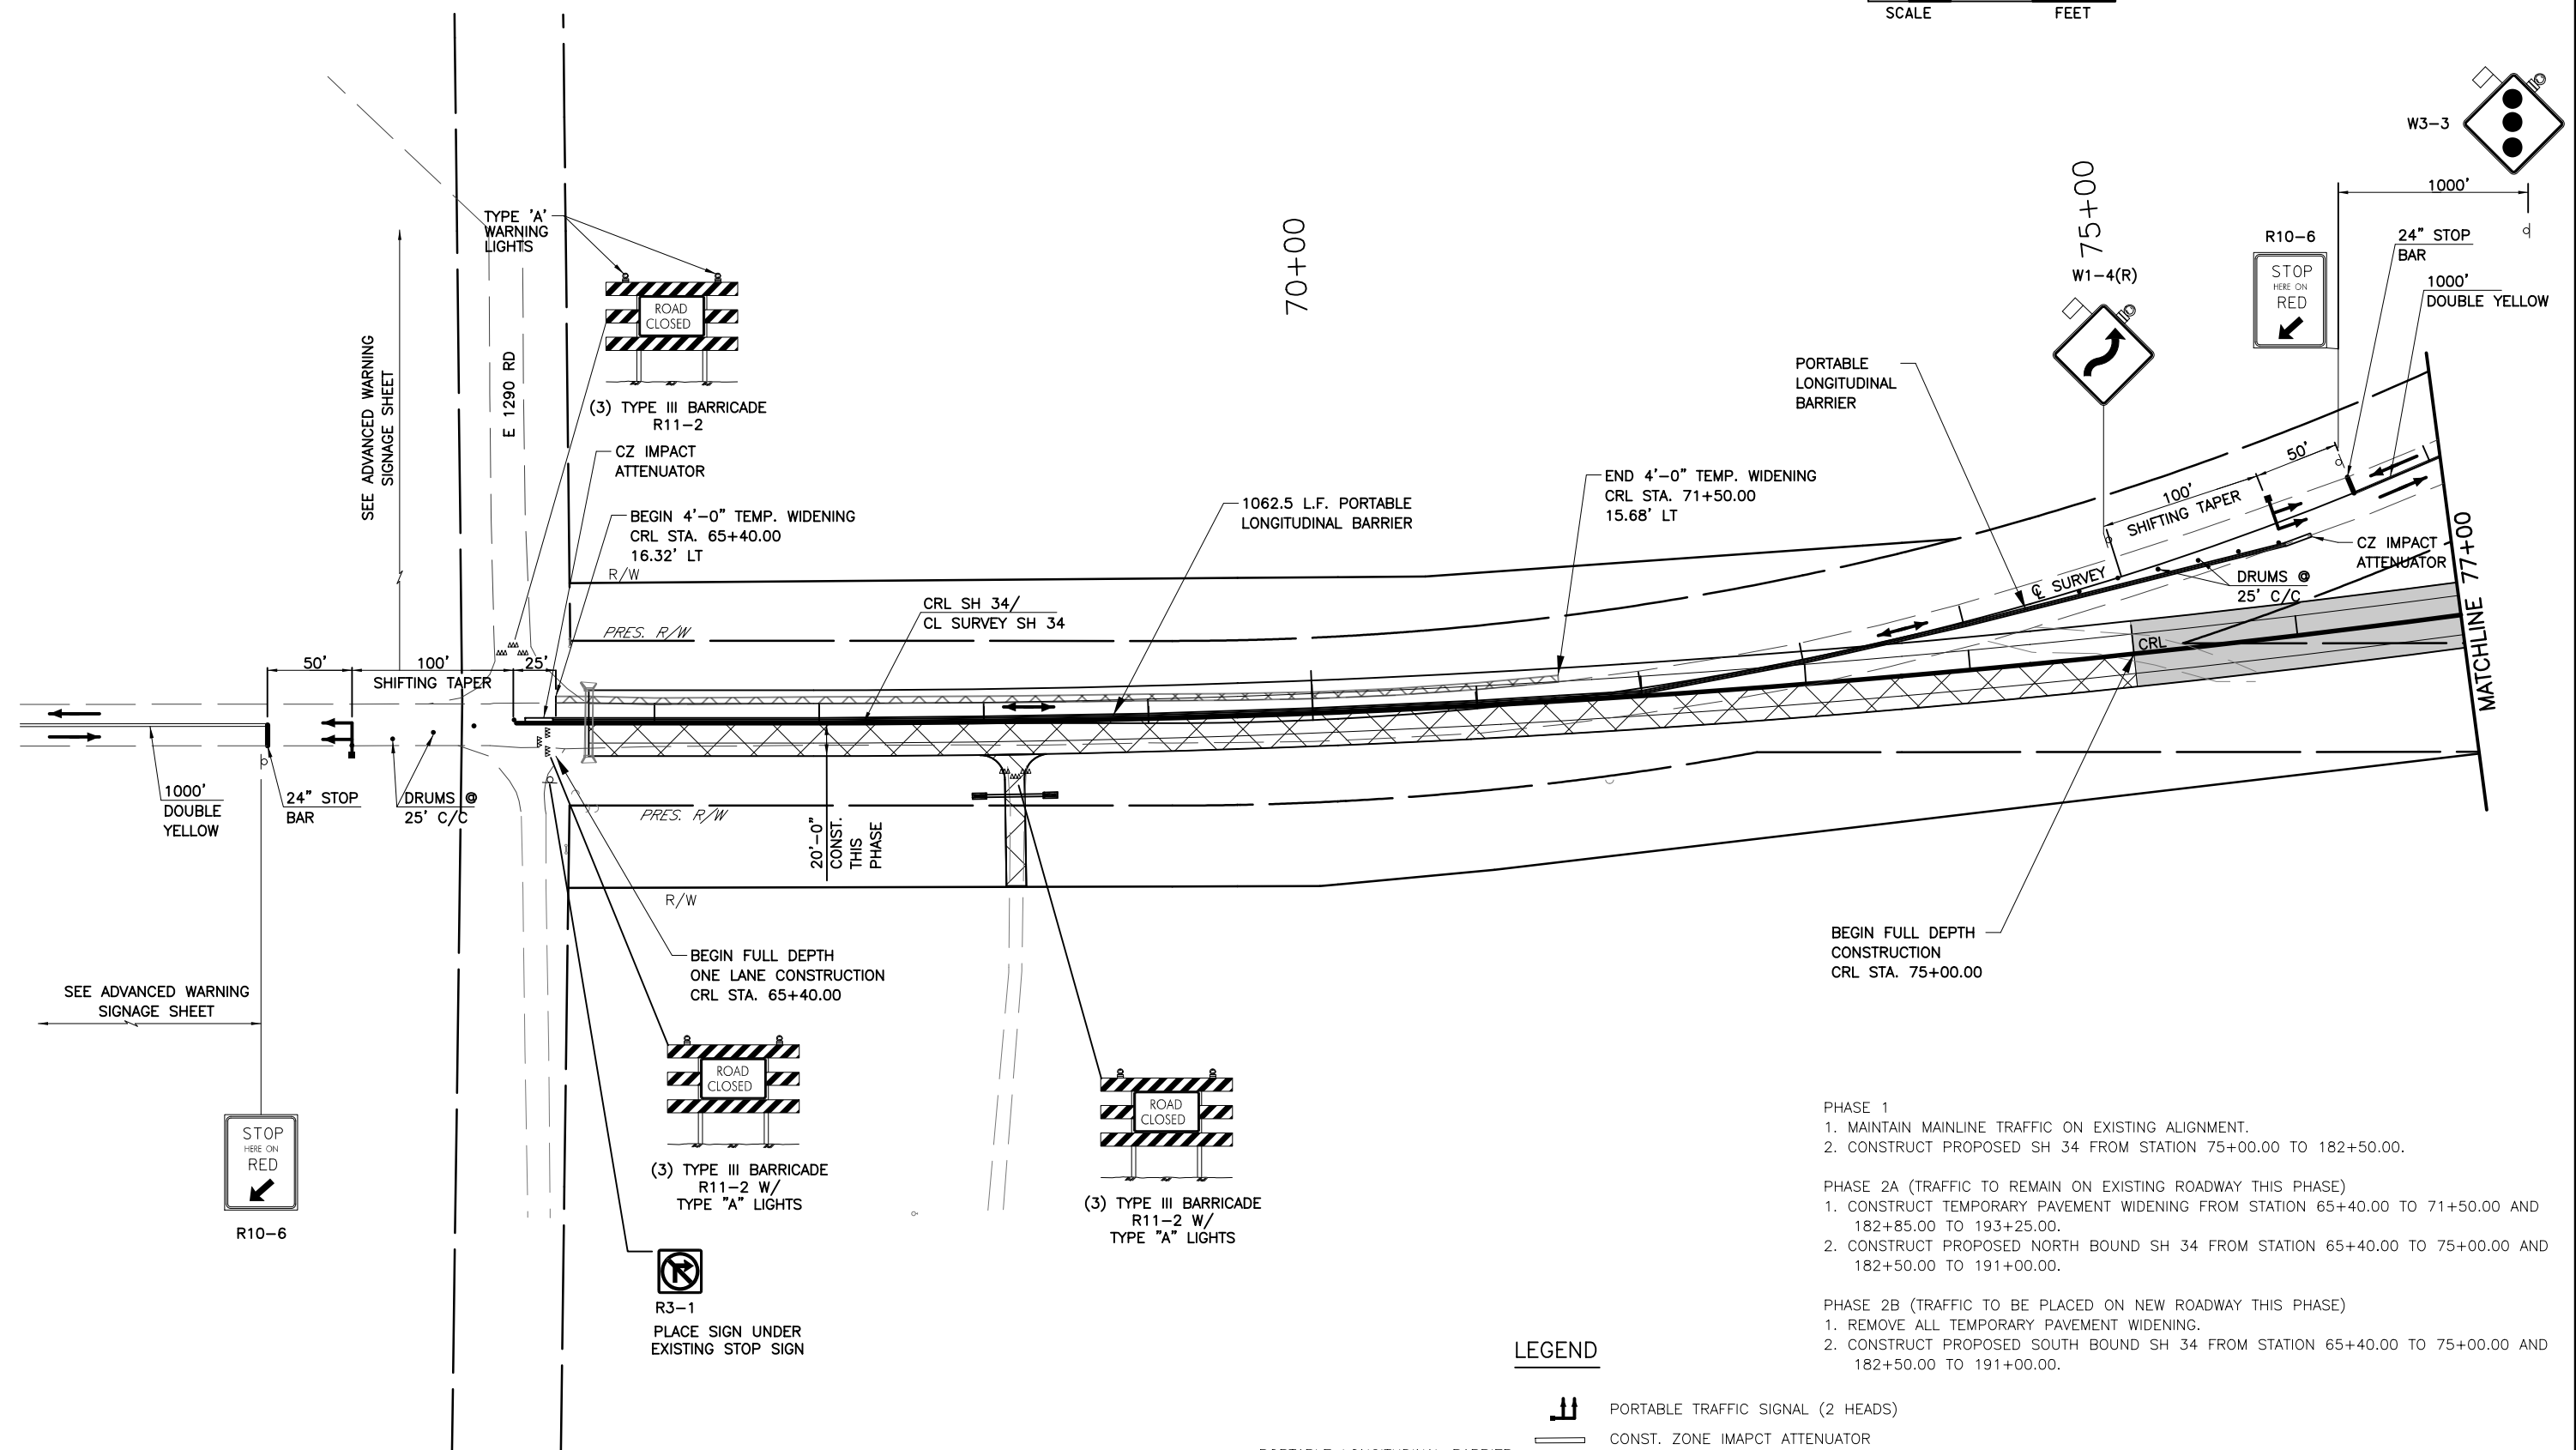 SCALE FEET
W3-3
1000'
75+00
R10-6
STOP
HERE ON
RED
24" STOP
BAR
1000'
DOUBLE YELLOW
W1-4(R)
70+00
TYPE 'A'
WARNING
LIGHTS
ROAD
CLOSED
(3) TYPE III BARRICADE
R11-2
SEE ADVANCED WARNING
SIGNAGE SHEET
E 1290 RD
CZ IMPACT
ATTENUATOR
BEGIN 4'-0" TEMP. WIDENING
CRL STA. 65+40.00
16.32' LT
R/W
PORTABLE
LONGITUDINAL
BARRIER
END 4'-0" TEMP. WIDENING
CRL STA. 71+50.00
15.68' LT
1062.5 L.F. PORTABLE
LONGITUDINAL BARRIER
50'
100'
SHIFTING TAPER
CZ IMPACT
ATTENUATOR
DRUMS @
25' C/C
℄ SURVEY
MATCHLINE 77+00
CRL SH 34/
CL SURVEY SH 34
PRES. R/W
CRL
50'
100'
25'
SHIFTING TAPER
1000'
DOUBLE
YELLOW
24" STOP
BAR
DRUMS @
25' C/C
PRES. R/W
20'-0"
CONST.
THIS
PHASE
R/W
BEGIN FULL DEPTH
ONE LANE CONSTRUCTION
CRL STA. 65+40.00
BEGIN FULL DEPTH
CONSTRUCTION
CRL STA. 75+00.00
SEE ADVANCED WARNING
SIGNAGE SHEET
STOP
HERE ON
RED
R10-6
ROAD
CLOSED
(3) TYPE III BARRICADE
R11-2 W/
TYPE "A" LIGHTS
ROAD
CLOSED
(3) TYPE III BARRICADE
R11-2 W/
TYPE "A" LIGHTS
R3-1
PLACE SIGN UNDER
EXISTING STOP SIGN
PHASE 1
1. MAINTAIN MAINLINE TRAFFIC ON EXISTING ALIGNMENT.
2. CONSTRUCT PROPOSED SH 34 FROM STATION 75+00.00 TO 182+50.00.
PHASE 2A (TRAFFIC TO REMAIN ON EXISTING ROADWAY THIS PHASE)
1. CONSTRUCT TEMPORARY PAVEMENT WIDENING FROM STATION 65+40.00 TO 71+50.00 AND
182+85.00 TO 193+25.00.
2. CONSTRUCT PROPOSED NORTH BOUND SH 34 FROM STATION 65+40.00 TO 75+00.00 AND
182+50.00 TO 191+00.00.
PHASE 2B (TRAFFIC TO BE PLACED ON NEW ROADWAY THIS PHASE)
1. REMOVE ALL TEMPORARY PAVEMENT WIDENING.
2. CONSTRUCT PROPOSED SOUTH BOUND SH 34 FROM STATION 65+40.00 TO 75+00.00 AND
182+50.00 TO 191+00.00.
LEGEND
PORTABLE TRAFFIC SIGNAL (2 HEADS)
CONST. ZONE IMAPCT ATTENUATOR